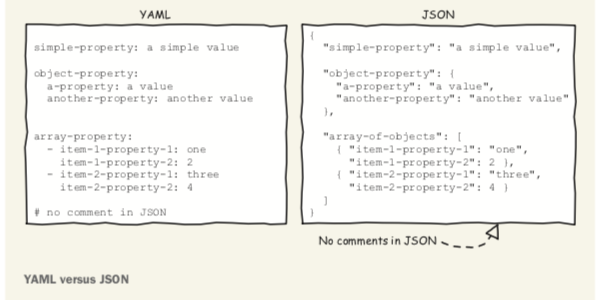 YAML
simple-property: a simple value
object-property:
a-property: a value
another-property: another value
array-property:
- item-1-property-1: one
item-1-property-2: 2
- item-2-property-1: three
item-2-property-2: 4
# no comment in JSON
JSON
{
"simple-property": "a simple value",
"object-property": {
"a-property": "a value",
"another-property": "another value"
},
"array-of-objects": [
{ "item-1-property-1": "one",
"item-1-property-2": 2 },
{ "item-2-property-1": "three",
"item-2-property-2": 4 }
]
}
No comments in JSON
YAML versus JSON